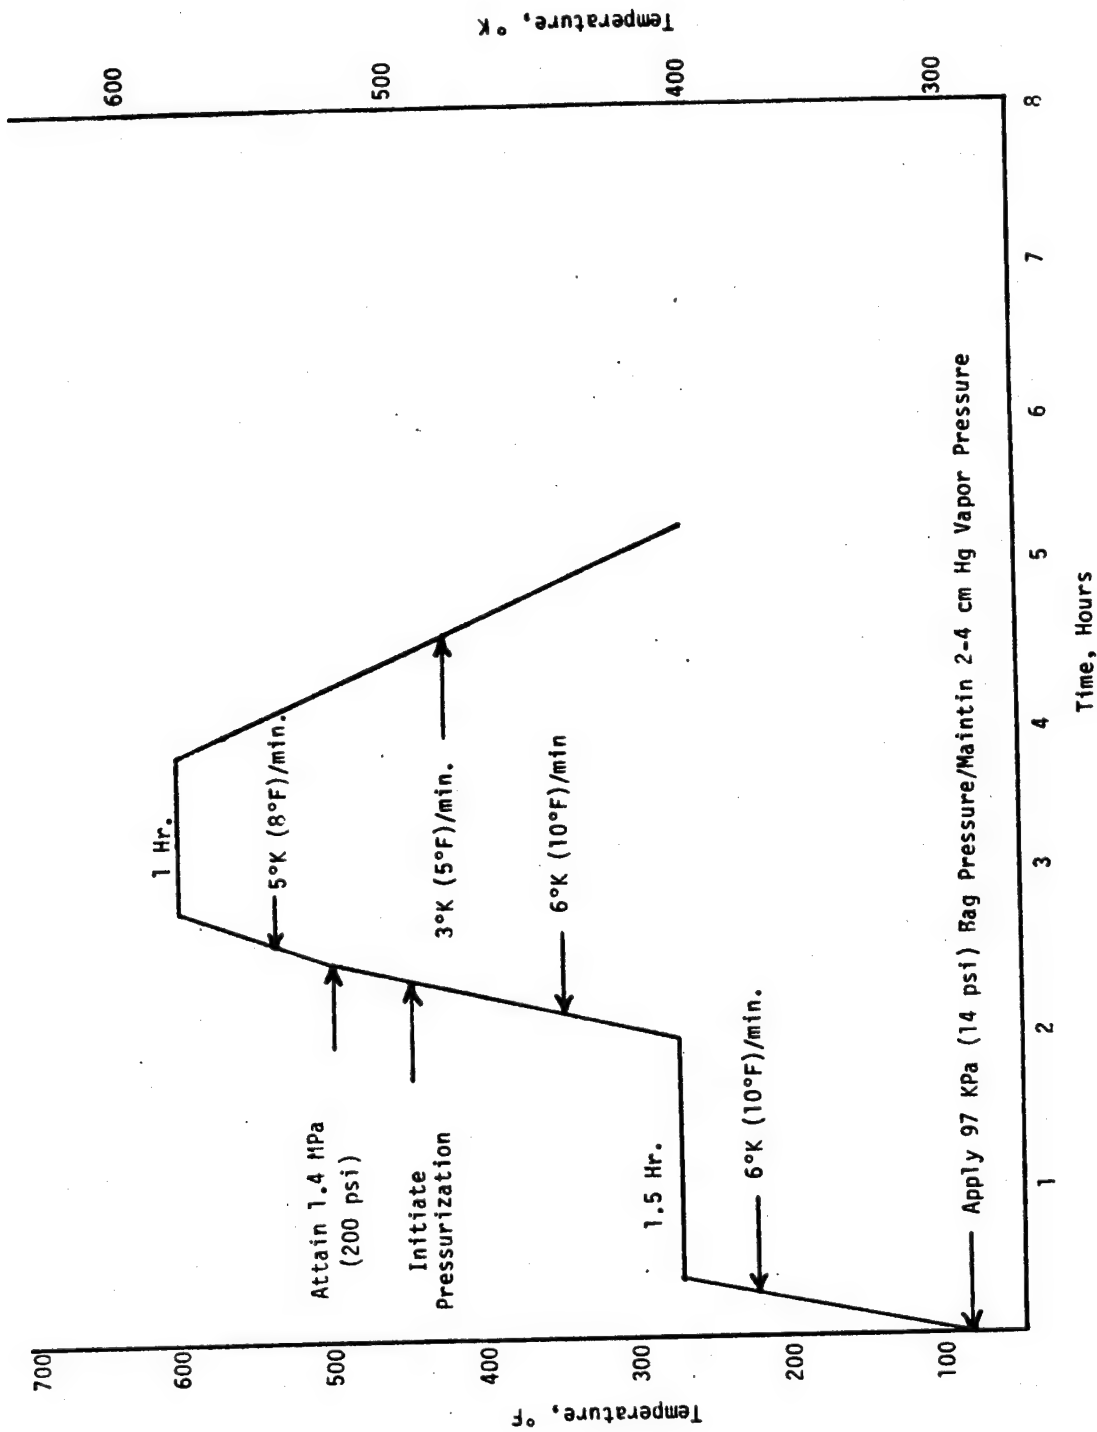 Temperature, °F
700
600
500
400
300
200
100
Temperature, °K
600
500
400
300
1 Hr.
5°K (8°F)/min.
Attain 1.4 MPa
(200 psi)
Initiate
Pressurization
3°K (5°F)/min.
6°K (10°F)/min
1.5 Hr.
6°K (10°F)/min.
Apply 97 KPa (14 psi) Bag Pressure/Maintin 2-4 cm Hg Vapor Pressure
1
2
3
4
5
6
7
8
Time, Hours